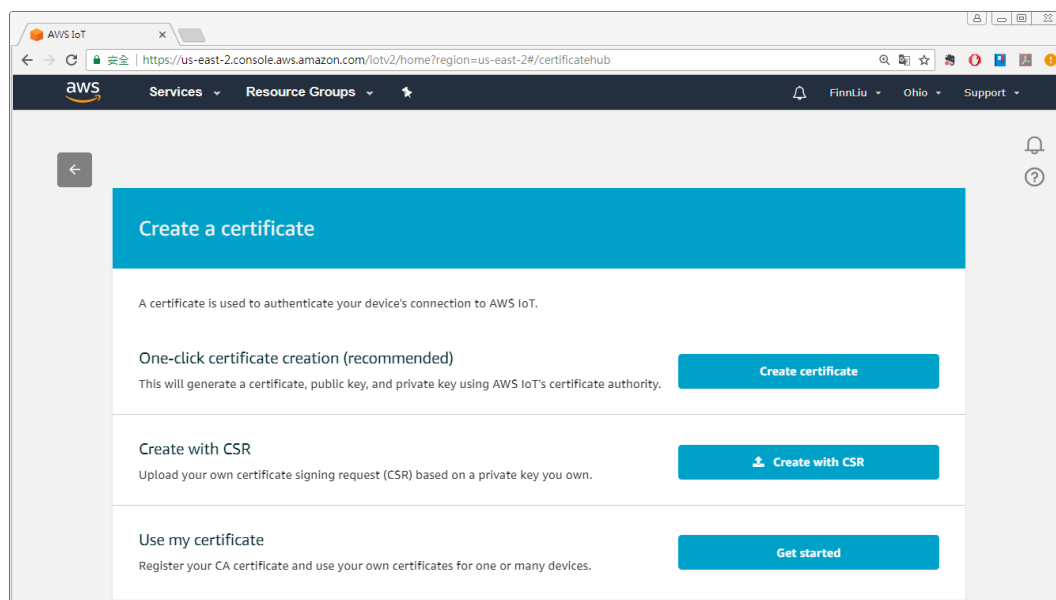 AWS IoT
安全 | https://us-east-2.console.aws.amazon.com/iotv2/home?region=us-east-2#/certificatehub
aws Services Resource Groups FinnLiu Ohio Support
Create a certificate
A certificate is used to authenticate your device's connection to AWS IoT.
One-click certificate creation (recommended)
This will generate a certificate, public key, and private key using AWS IoT's certificate authority.
Create certificate
Create with CSR
Upload your own certificate signing request (CSR) based on a private key you own.
Create with CSR
Use my certificate
Register your CA certificate and use your own certificates for one or many devices.
Get started